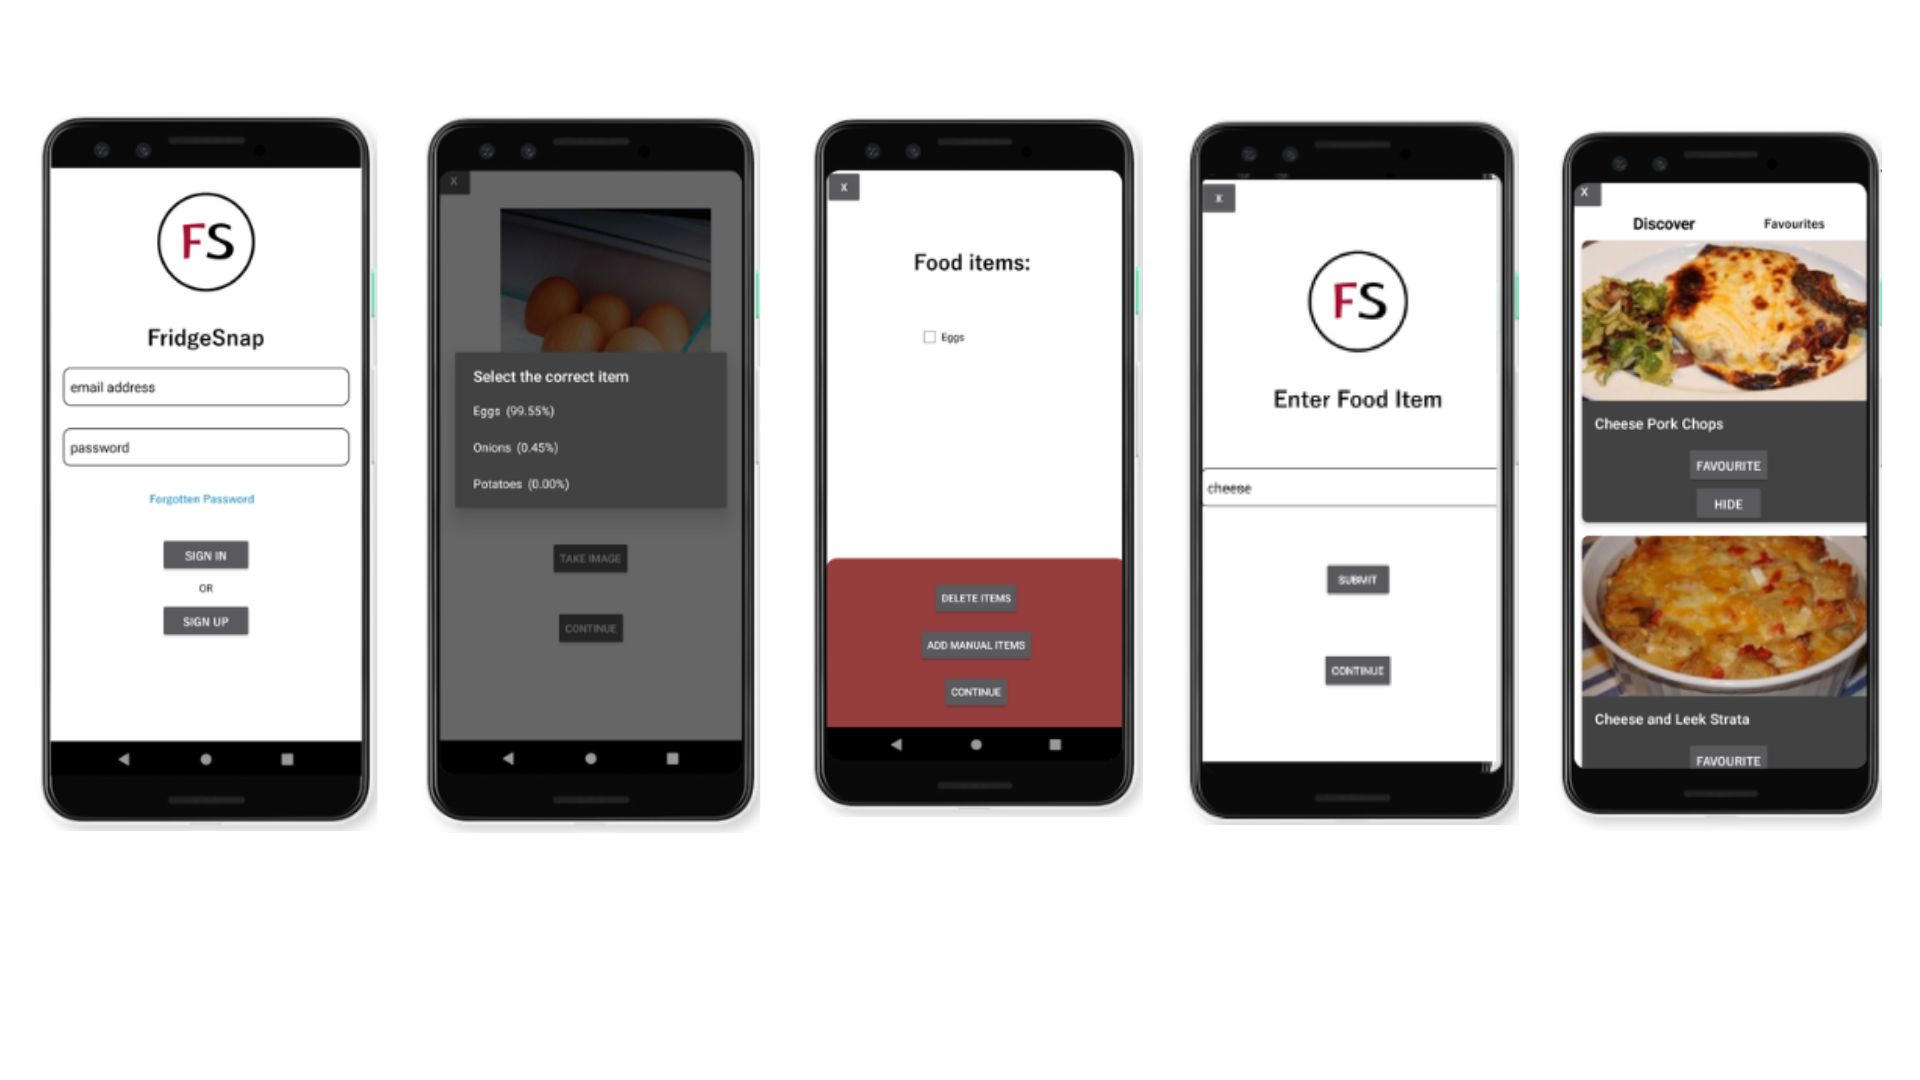 FS
FridgeSnap
email address
password
Forgotten Password
SIGN IN
OR
SIGN UP
X
Select the correct item
Eggs (99.55%)
Onions (0.45%)
Potatoes (0.00%)
TAKE IMAGE
CONTINUE
X
Food items:
Eggs
DELETE ITEMS
ADD MANUAL ITEMS
CONTINUE
X
FS
Enter Food Item
cheese
SUBMIT
CONTINUE
X
Discover Favourites
Cheese Pork Chops
FAVOURITE
HIDE
Cheese and Leek Strata
FAVOURITE